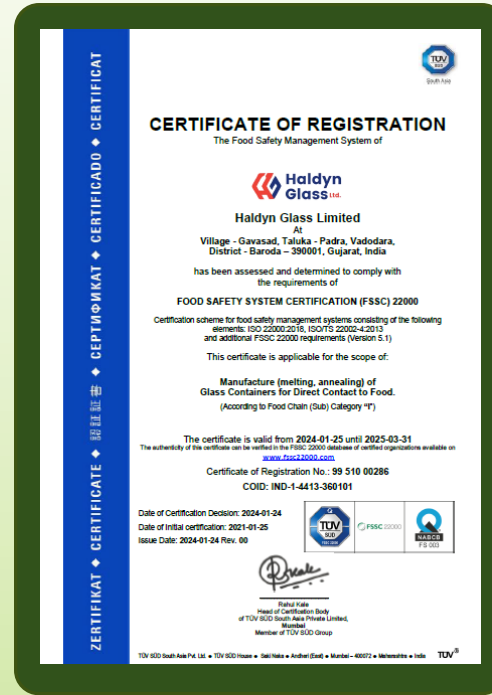 TÜV
SÜD
South Asia
ZERTIFIKAT ◆ CERTIFICATE ◆ 認証証書 ◆ СЕРТИФИКАТ ◆ CERTIFICADO ◆ CERTIFICAT
CERTIFICATE OF REGISTRATION
The Food Safety Management System of
Haldyn
Glass Ltd.
Haldyn Glass Limited
At
Village - Gavasad, Taluka - Padra, Vadodara,
District - Baroda – 390001, Gujarat, India
has been assessed and determined to comply with
the requirements of
FOOD SAFETY SYSTEM CERTIFICATION (FSSC) 22000
Certification scheme for food safety management systems consisting of the following
elements: ISO 22000:2018, ISO/TS 22002-4:2013
and additional FSSC 22000 requirements (Version 5.1)
This certificate is applicable for the scope of:
Manufacture (melting, annealing) of
Glass Containers for Direct Contact to Food.
(According to Food Chain (Sub) Category “I”)
The certificate is valid from 2024-01-25 until 2025-03-31
The authenticity of this certificate can be verified in the FSSC 22000 database of certified organizations available on
www.fssc22000.com
Certificate of Registration No.: 99 510 00286
COID: IND-1-4413-360101
Date of Certification Decision: 2024-01-24
Date of Initial certification: 2021-01-25
Issue Date: 2024-01-24 Rev. 00
TÜV
SÜD
FSSC 22000
NABCB
FS 003
Rahul Kale
Head of Certification Body
of TÜV SÜD South Asia Private Limited,
Mumbai
Member of TÜV SÜD Group
TÜV SÜD South Asia Pvt. Ltd. ● TÜV SÜD House ● Saki Naka ● Andheri (East) ● Mumbai – 400072 ● Maharashtra ● India TÜV®